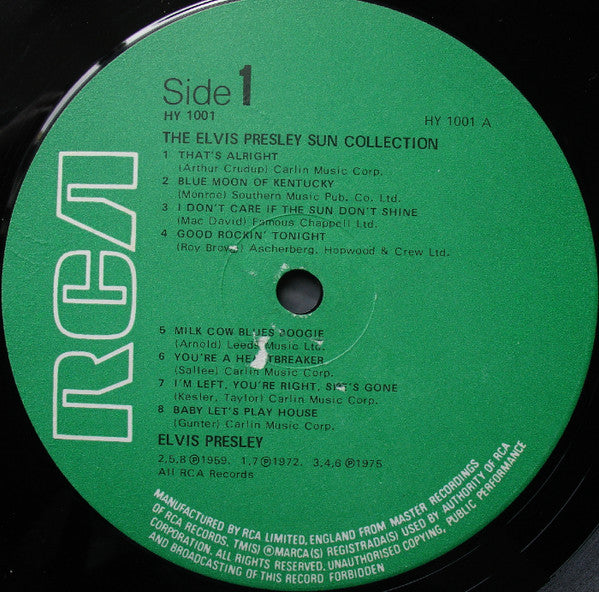 RCA
Side 1
HY 1001
HY 1001 A
THE ELVIS PRESLEY SUN COLLECTION
1 THAT'S ALRIGHT
(Arthur Crudup) Carlin Music Corp.
2 BLUE MOON OF KENTUCKY
(Monroe) Southern Music Pub. Co. Ltd.
3 I DON'T CARE IF THE SUN DON'T SHINE
(Mac David) Famous Chappell Ltd.
4 GOOD ROCKIN' TONIGHT
(Roy Brown) Ascherberg, Hopwood & Crew Ltd.
5 MILK COW BLUES BOOGIE
(Arnold) Leeds Music Ltd.
6 YOU'RE A HEARTBREAKER
(Sallee) Carlin Music Corp.
7 I'M LEFT, YOU'RE RIGHT, SHE'S GONE
(Kesler, Taylor) Carlin Music Corp.
8 BABY LET'S PLAY HOUSE
(Gunter) Carlin Music Corp.
ELVIS PRESLEY
2,5,8 ℗1959. 1,7 ℗1972. 3,4,6 ℗1975
All RCA Records
MANUFACTURED BY RCA LIMITED, ENGLAND FROM MASTER RECORDINGS
OF RCA RECORDS. TM(S) ® MARCA(S) REGISTRADA(S) USED BY AUTHORITY OF RCA
CORPORATION. ALL RIGHTS RESERVED. UNAUTHORISED COPYING, PUBLIC PERFORMANCE
AND BROADCASTING OF THIS RECORD FORBIDDEN